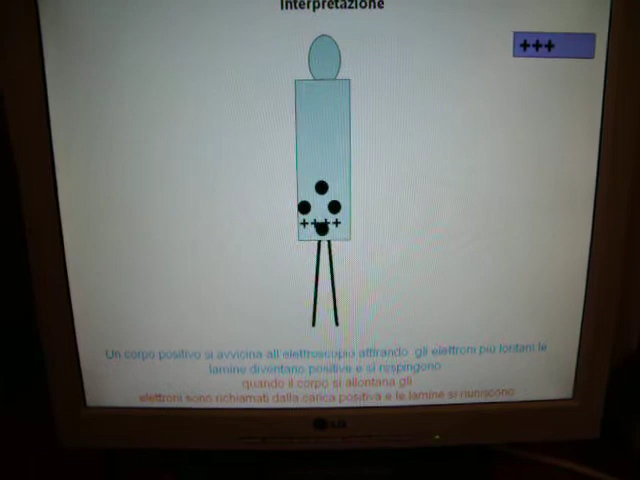 Interpretazione
+++
++++
Un corpo positivo si avvicina all'elettroscopio attirando gli elettroni più lontani le
lamine diventano positive e si respingono
quando il corpo si allontana gli
elettroni sono richiamati dalla carica positiva e le lamine si riuniscono
LG